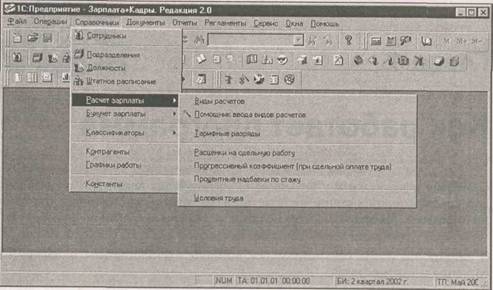 1С:Предприятие - Зарплата+Кадры. Редакция 2.0
Файл Операции Справочники Документы Отчеты Регламенты Сервис Окна Помощь
Сотрудники
Подразделения
Должности
Штатное расписание
Расчет зарплаты
Бухучет зарплаты
Классификаторы
Контрагенты
Графики работы
Константы
Виды расчетов
Помощник ввода видов расчетов
Тарифные разряды
Расценки на сдельную работу
Прогрессивный коэффициент (при сдельной оплате труда)
Процентные надбавки по стажу
Условия труда
NUM TA: 01.01.01 00:00:00 БИ: 2 квартал 2002 г. ТП: Май 200